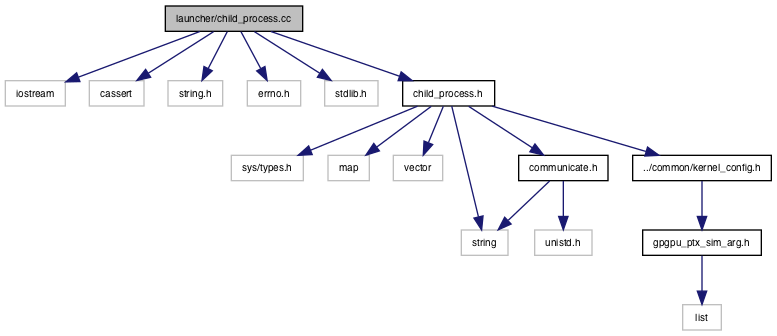 launcher/child_process.cc
iostream
cassert
string.h
errno.h
stdlib.h
child_process.h
sys/types.h
map
vector
communicate.h
../common/kernel_config.h
string
unistd.h
gpgpu_ptx_sim_arg.h
list